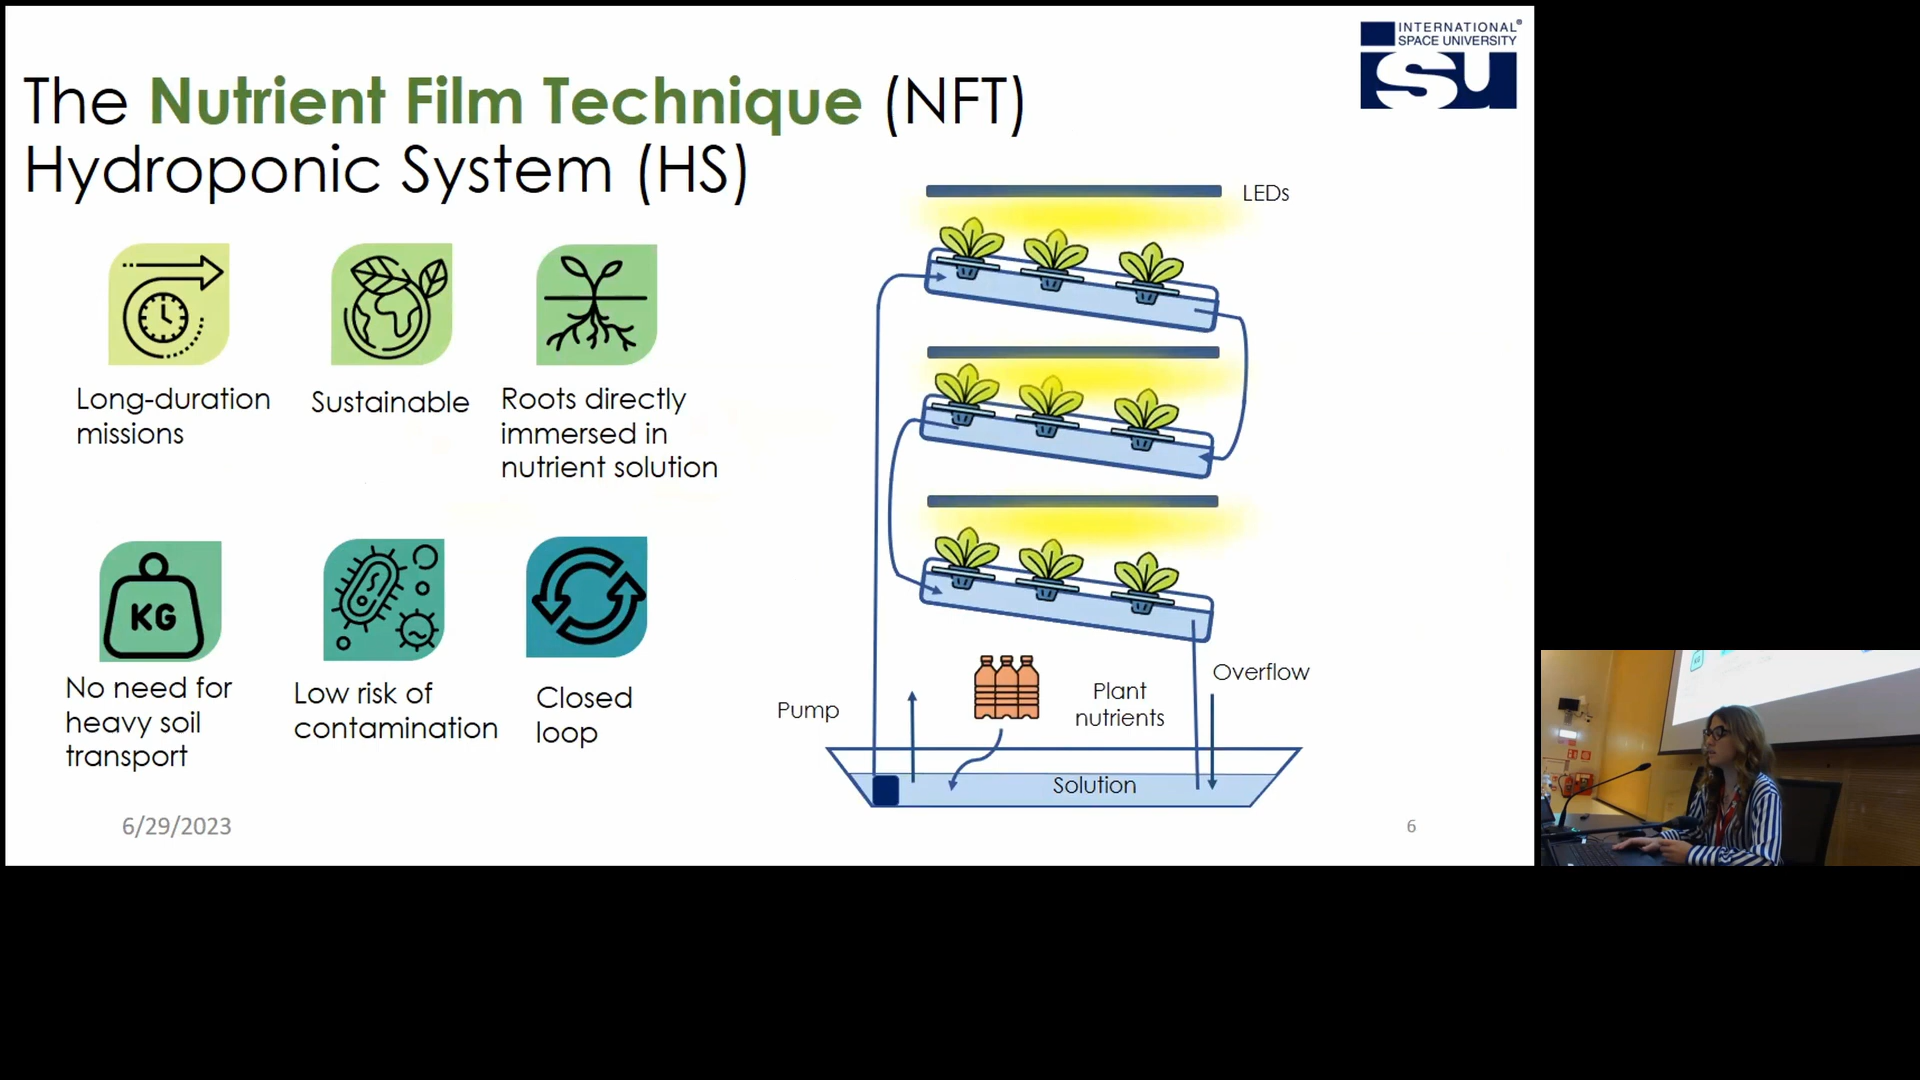 INTERNATIONAL®
SPACE UNIVERSITY
iSU
The Nutrient Film Technique (NFT)
Hydroponic System (HS)
Long-duration
missions
Sustainable
Roots directly
immersed in
nutrient solution
KG
No need for
heavy soil
transport
Low risk of
contamination
Closed
loop
LEDs
Pump
Plant
nutrients
Overflow
Solution
6/29/2023
6